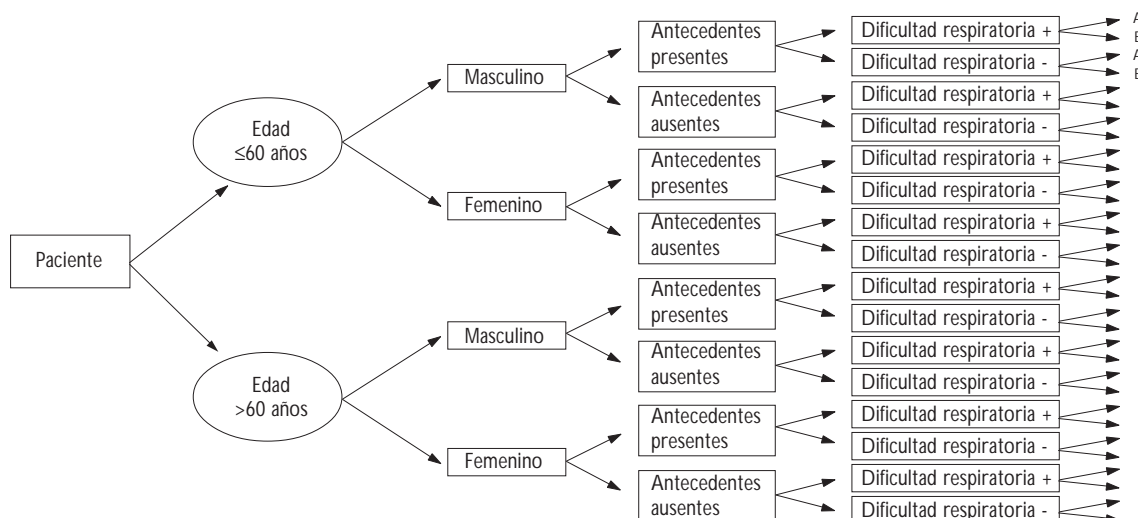 Paciente
Edad
≤60 años
Edad
>60 años
Masculino
Femenino
Masculino
Femenino
Antecedentes
presentes
Antecedentes
ausentes
Antecedentes
presentes
Antecedentes
ausentes
Antecedentes
presentes
Antecedentes
ausentes
Antecedentes
presentes
Antecedentes
ausentes
Dificultad respiratoria +
Dificultad respiratoria -
Dificultad respiratoria +
Dificultad respiratoria -
Dificultad respiratoria +
Dificultad respiratoria -
Dificultad respiratoria +
Dificultad respiratoria -
Dificultad respiratoria +
Dificultad respiratoria -
Dificultad respiratoria +
Dificultad respiratoria -
Dificultad respiratoria +
Dificultad respiratoria -
Dificultad respiratoria +
Dificultad respiratoria -